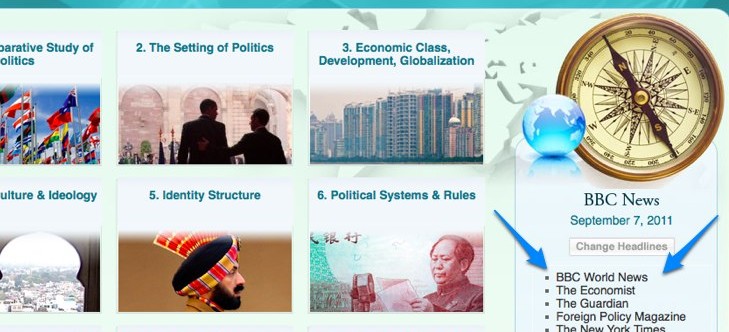 parative Study of
olitics
2. The Setting of Politics
3. Economic Class,
Development, Globalization
ulture & Ideology
5. Identity Structure
6. Political Systems & Rules
BBC News
September 7, 2011
Change Headlines
BBC World News
The Economist
The Guardian
Foreign Policy Magazine
The New York Times